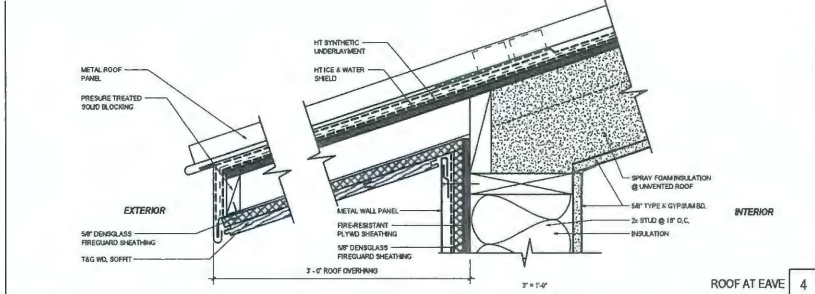 HT SYNTHETIC
UNDERLAYMENT
HT ICE & WATER
SHIELD
METAL ROOF
PANEL
PRESURE TREATED
SOLID BLOCKING
EXTERIOR
5/8" DENSGLASS
FIREGUARD SHEATHING
T&G WD. SOFFIT
METAL WALL PANEL
FIRE-RESISTANT
PLYWD SHEATHING
5/8" DENSGLASS
FIREGUARD SHEATHING
3' - 0" ROOF OVERHANG
SPRAY FOAM INSULATION
@ UNVENTED ROOF
5/8" TYPE X GYPSUM BD.
2x STUD @ 16" O.C.
INSULATION
INTERIOR
3" = 1'-0"
ROOF AT EAVE 4